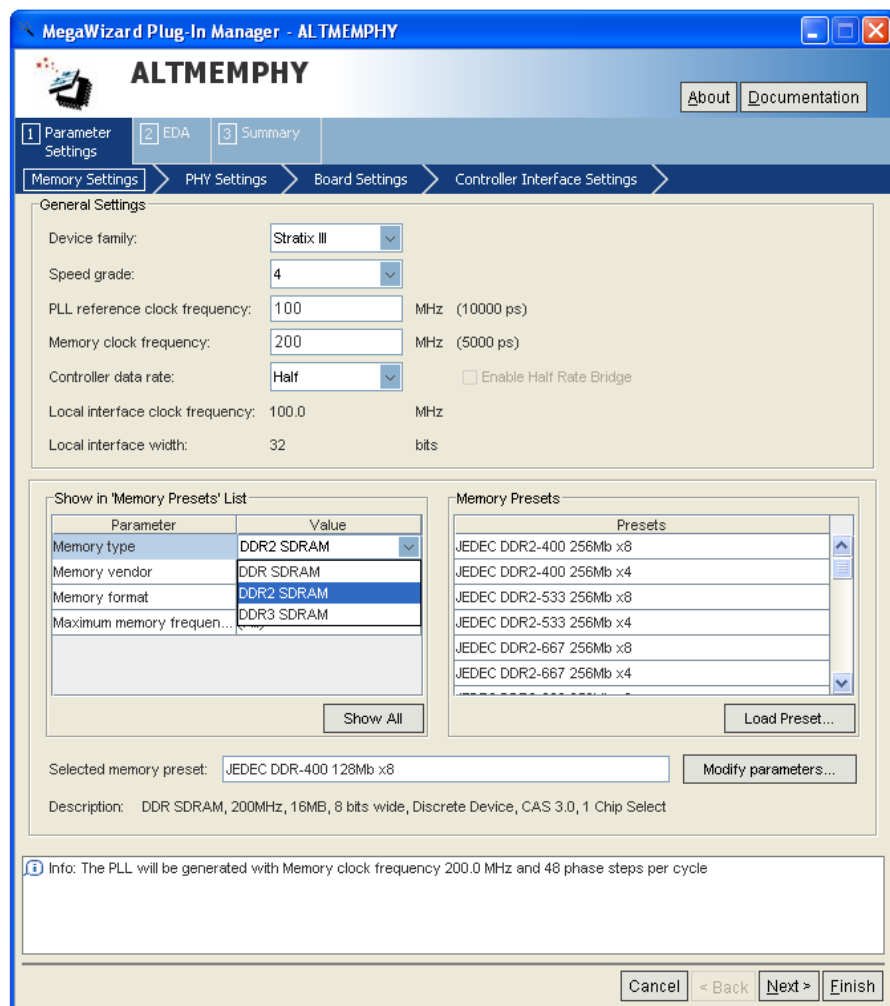 MegaWizard Plug-In Manager - ALTMEMPHY
ALTMEMPHY
About Documentation
1 Parameter Settings 2 EDA 3 Summary
Memory Settings PHY Settings Board Settings Controller Interface Settings
General Settings
Device family: Stratix III
Speed grade: 4
PLL reference clock frequency: 100 MHz (10000 ps)
Memory clock frequency: 200 MHz (5000 ps)
Controller data rate: Half Enable Half Rate Bridge
Local interface clock frequency: 100.0 MHz
Local interface width: 32 bits
Show in 'Memory Presets' List
Parameter Value
Memory type DDR2 SDRAM
Memory vendor DDR SDRAM
Memory format DDR2 SDRAM
DDR3 SDRAM
Maximum memory frequen...
Show All
Memory Presets
Presets
JEDEC DDR2-400 256Mb x8
JEDEC DDR2-400 256Mb x4
JEDEC DDR2-533 256Mb x8
JEDEC DDR2-533 256Mb x4
JEDEC DDR2-667 256Mb x8
JEDEC DDR2-667 256Mb x4
Load Preset...
Selected memory preset: JEDEC DDR-400 128Mb x8 Modify parameters...
Description: DDR SDRAM, 200MHz, 16MB, 8 bits wide, Discrete Device, CAS 3.0, 1 Chip Select
Info: The PLL will be generated with Memory clock frequency 200.0 MHz and 48 phase steps per cycle
Cancel < Back Next > Finish